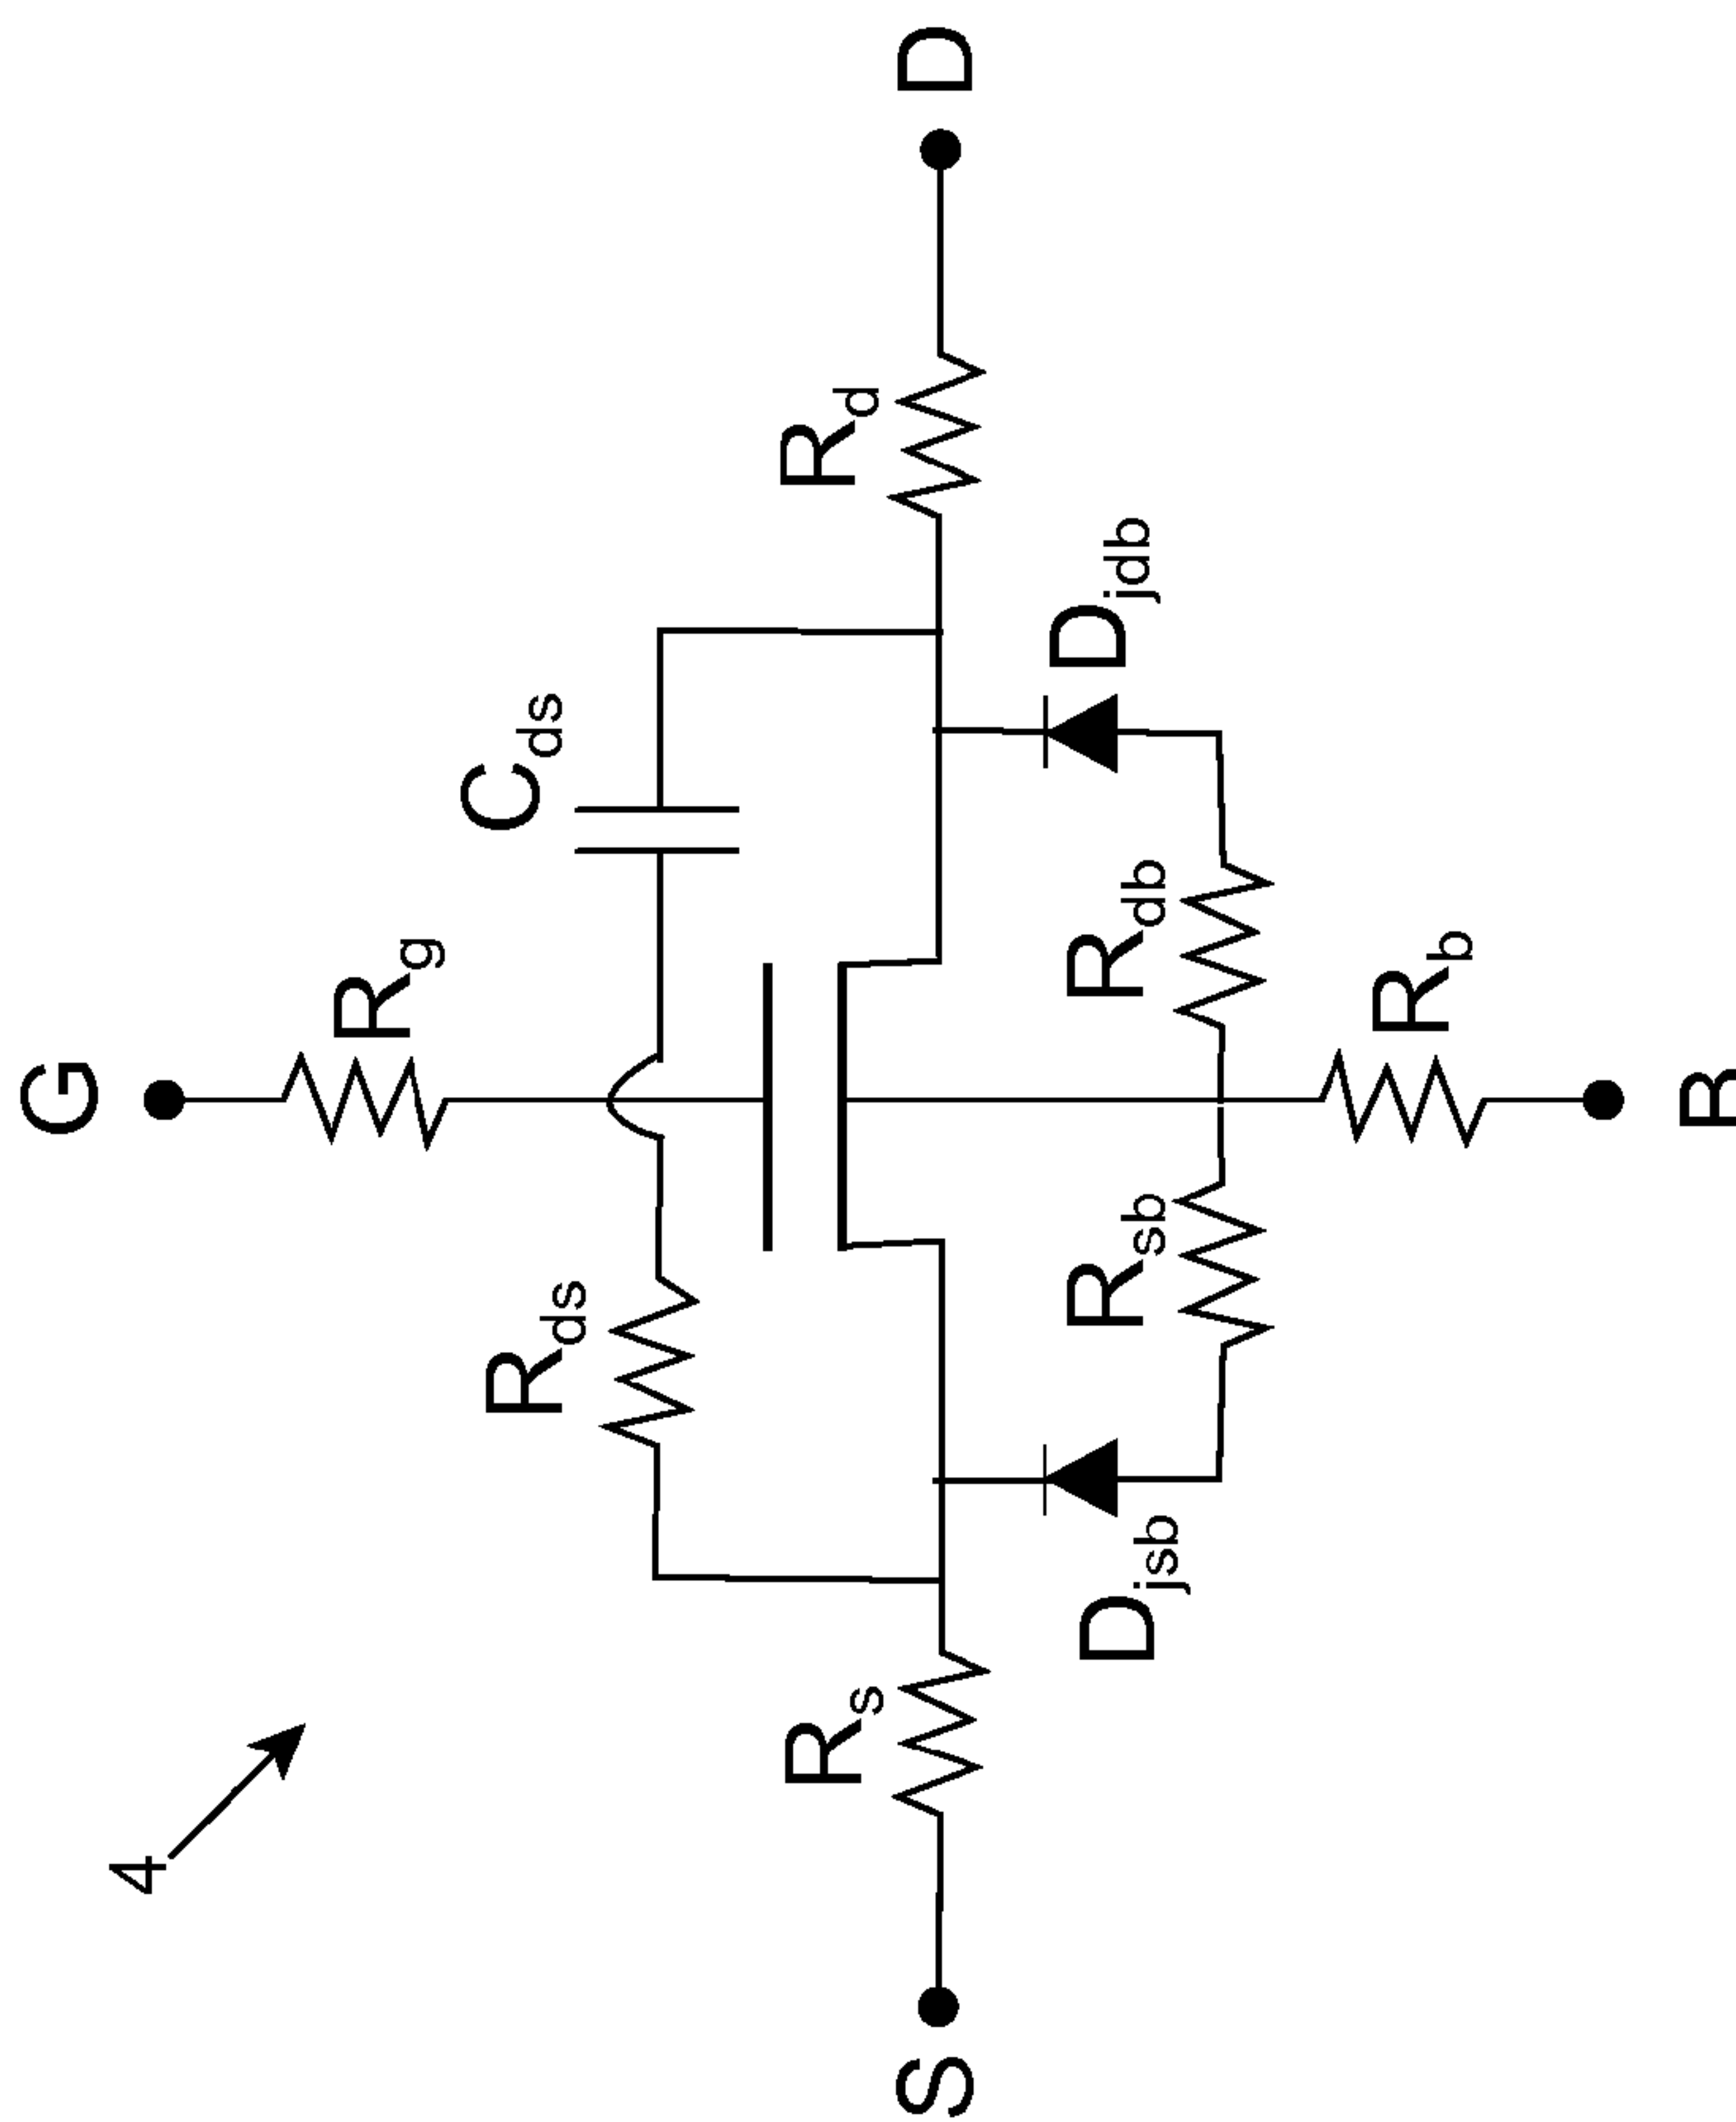 G
R_g
R_ds
C_ds
S
R_s
R_d
D
D_jsb
R_sb
R_db
D_jdb
R_b
B
4